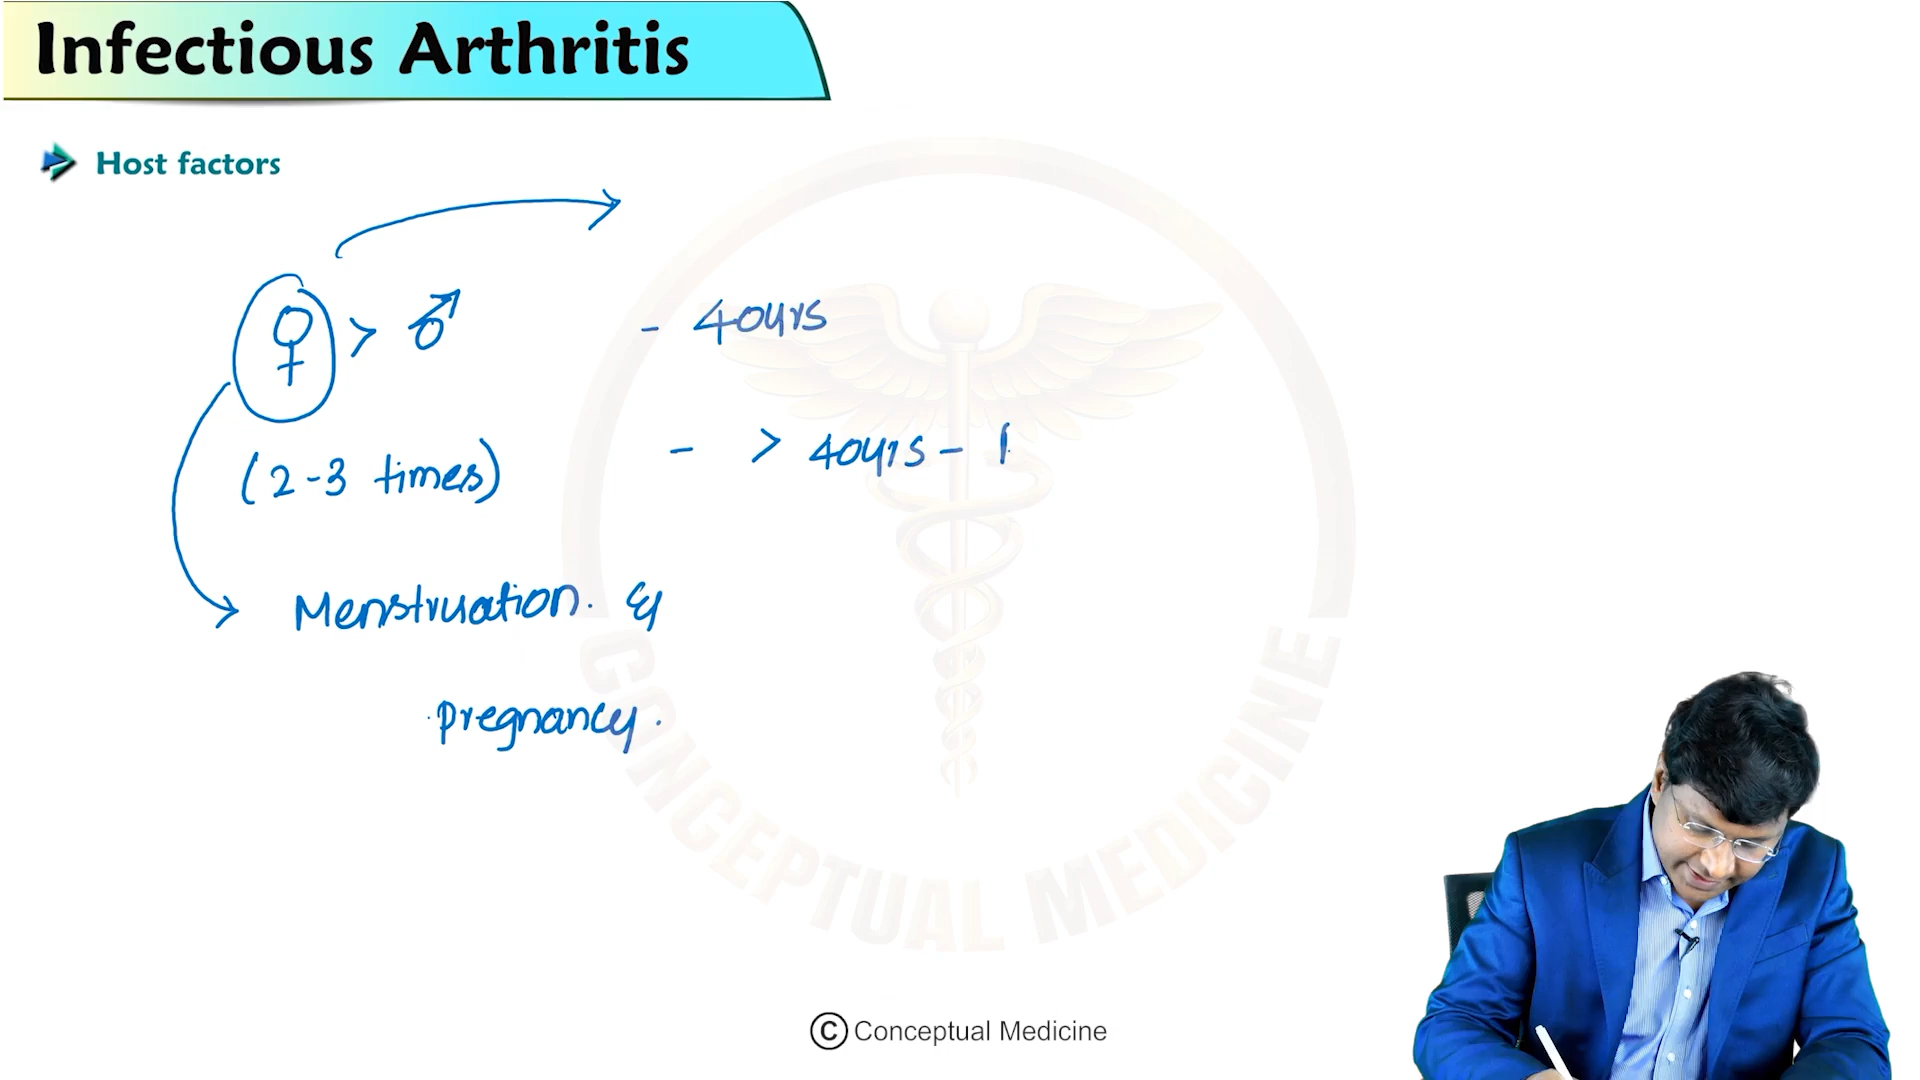 Infectious Arthritis
Host factors
♀ > ♂
- 40yrs
(2-3 times)
- > 40yrs -
Menstruation. &
pregnancy.
CONCEPTUAL MEDICINE
© Conceptual Medicine